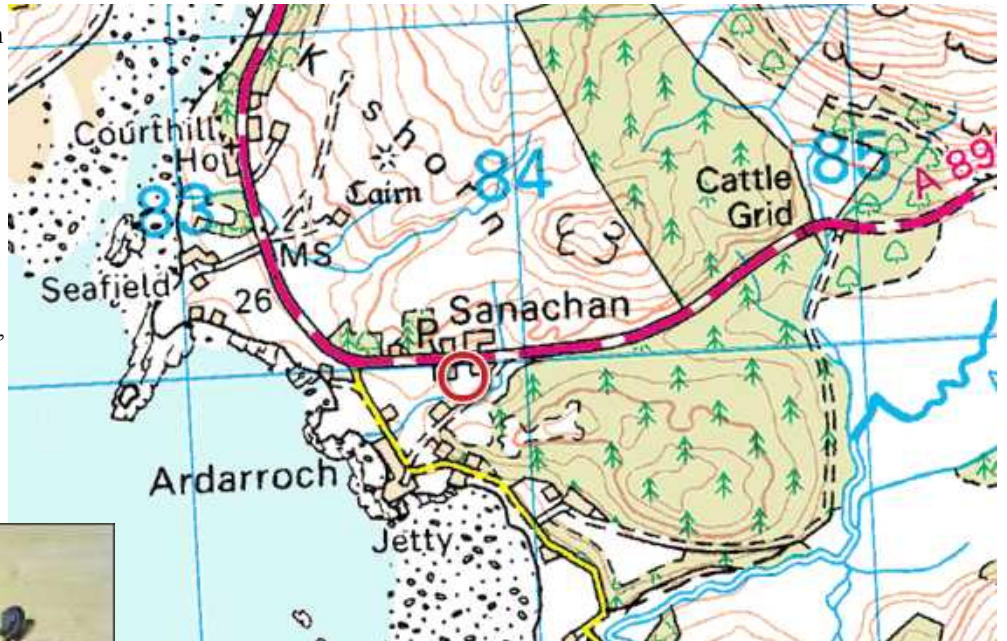 Courthill
Ho
K
i
s
h
o
r
n
Cairn
83
84
85
Cattle
Grid
A 89
MS
Seafield
26
P
Sanachan
Ardarroch
Jetty